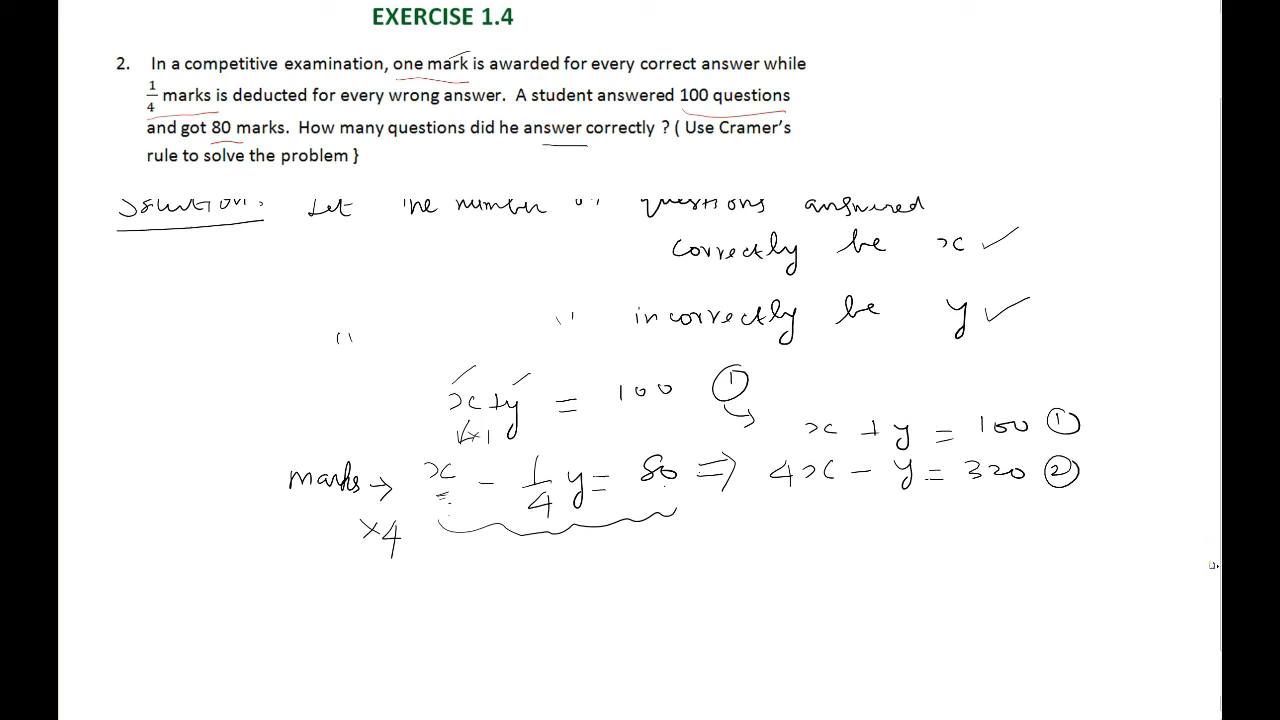 EXERCISE 1.4
2. In a competitive examination, one mark is awarded for every correct answer while
1/4 marks is deducted for every wrong answer. A student answered 100 questions
and got 80 marks. How many questions did he answer correctly ? ( Use Cramer's
rule to solve the problem }
Solution: Let the number of questions answered
correctly be x ✓
" " incorrectly be y ✓
x+y = 100 ①
x + y = 100 ①
marks → x - 1/4 y = 80 ⇒ 4x - y = 320 ②
×4